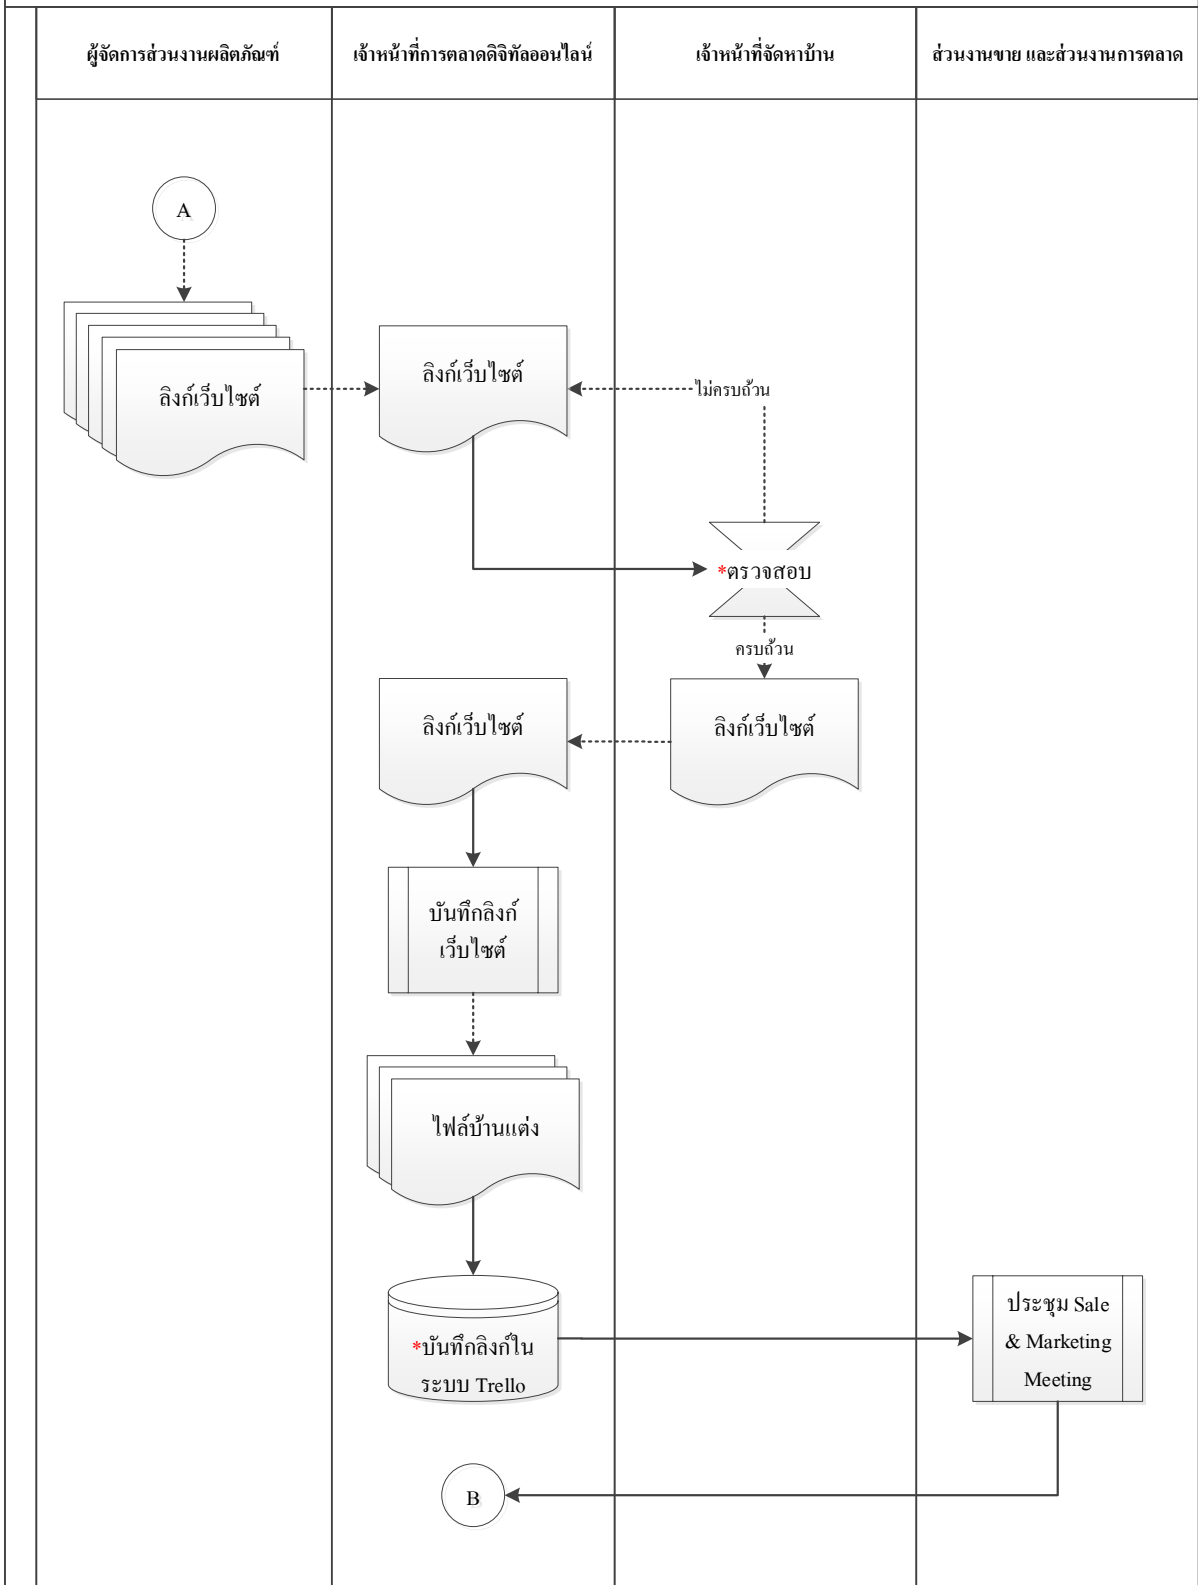 ผู้จัดการส่วนงานผลิตภัณฑ์
เจ้าหน้าที่การตลาดดิจิทัลออนไลน์
เจ้าหน้าที่จัดหาบ้าน
ส่วนงานขาย และส่วนงานการตลาด
A
ลิงก์เว็บไซต์
ลิงก์เว็บไซต์
ไม่ครบถ้วน
*ตรวจสอบ
ครบถ้วน
ลิงก์เว็บไซต์
ลิงก์เว็บไซต์
บันทึกลิงก์
เว็บไซต์
ไฟล์บ้านแต่ง
*บันทึกลิงก์ใน
ระบบ Trello
ประชุม Sale
& Marketing
Meeting
B